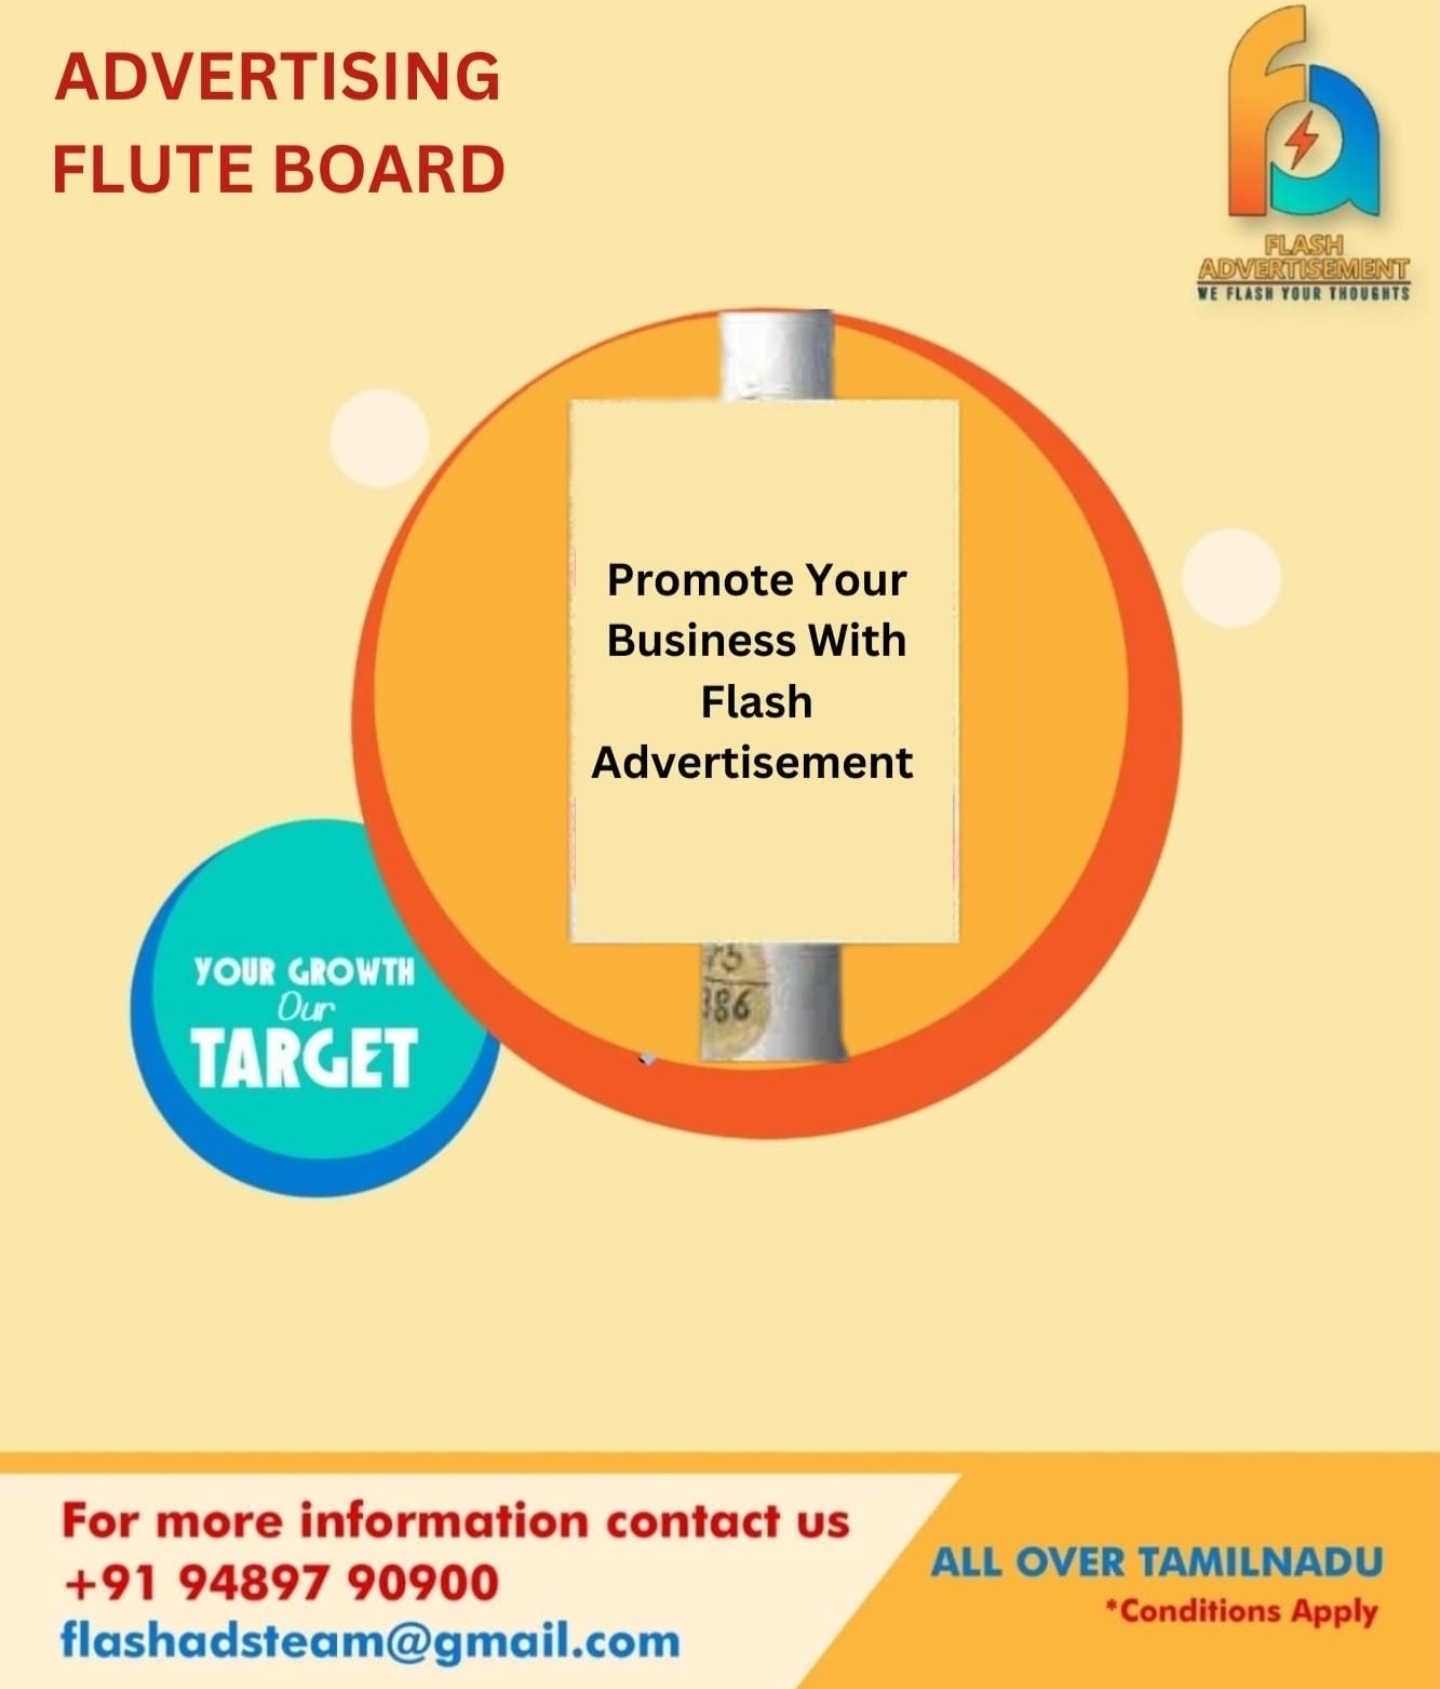 ADVERTISING
FLUTE BOARD
FLASH
ADVERTISEMENT
WE FLASH YOUR THOUGHTS
Promote Your
Business With
Flash
Advertisement
386
YOUR GROWTH
Our
TARGET
For more information contact us
+91 94897 90900
flashadsteam@gmail.com
ALL OVER TAMILNADU
*Conditions Apply